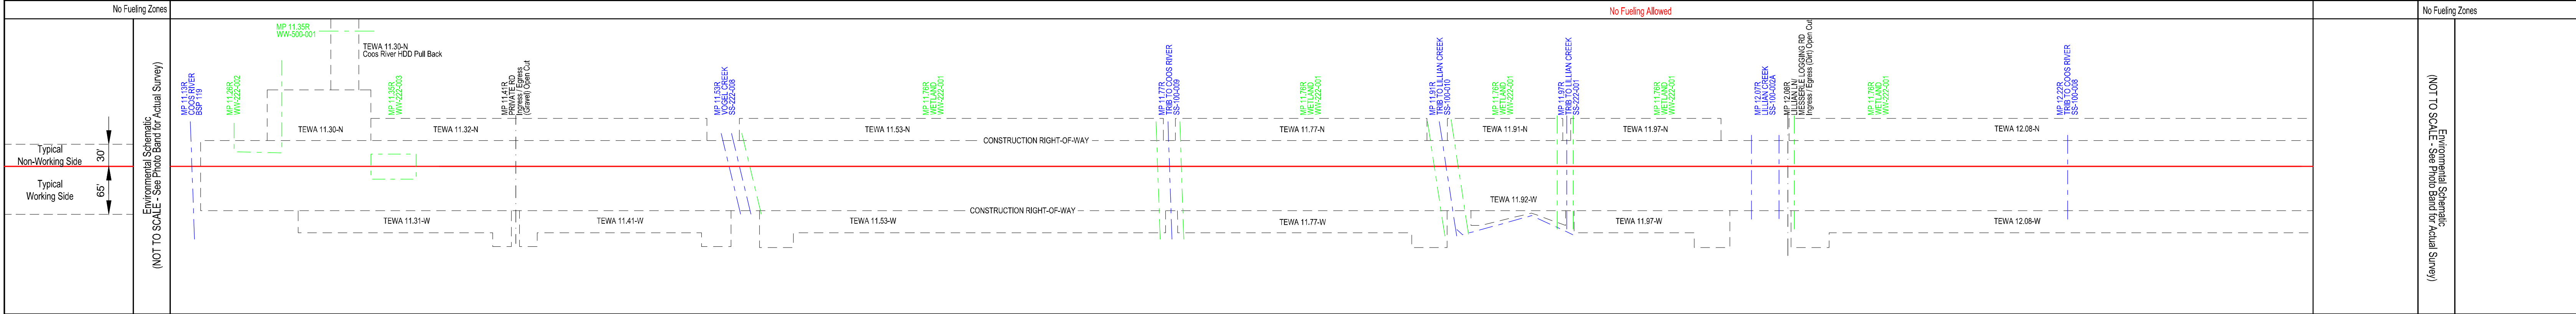 No Fueling Zones
No Fueling Allowed
No Fueling Zones
Typical
Non-Working Side
30'
Typical
Working Side
65'
Environmental Schematic
(NOT TO SCALE - See Photo Band for Actual Survey)
MP 11.13R
COOS RIVER
BSP 119
MP 11.26R
WW-222-002
MP 11.35R
WW-500-001
TEWA 11.30-N
Coos River HDD Pull Back
MP 11.35R
WW-222-003
MP 11.41R
PRIVATE RD
Ingress / Egress
(Gravel) Open Cut
MP 11.53R
VOGEL CREEK
SS-222-008
MP 11.76R
WETLAND
WW-222-001
MP 11.77R
TRIB TO COOS RIVER
SS-100-009
MP 11.76R
WETLAND
WW-222-001
MP 11.91R
TRIB TO LILLIAN CREEK
SS-100-010
MP 11.76R
WETLAND
WW-222-001
MP 11.97R
TRIB TO LILLIAN CREEK
SS-222-001
MP 11.76R
WETLAND
WW-222-001
MP 12.07R
LILLIAN CREEK
SS-100-002A
MP 12.08R
LILLIAN LN/
MESSERLE LOGGING RD
Ingress / Egress (Dirt) Open Cut
MP 11.76R
WETLAND
WW-222-001
MP 12.22R
TRIB TO COOS RIVER
SS-100-008
TEWA 11.30-N
TEWA 11.32-N
TEWA 11.53-N
TEWA 11.77-N
TEWA 11.91-N
TEWA 11.97-N
TEWA 12.08-N
CONSTRUCTION RIGHT-OF-WAY
CONSTRUCTION RIGHT-OF-WAY
TEWA 11.31-W
TEWA 11.41-W
TEWA 11.53-W
TEWA 11.77-W
TEWA 11.92-W
TEWA 11.97-W
TEWA 12.08-W
Environmental Schematic
(NOT TO SCALE - See Photo Band for Actual Survey)